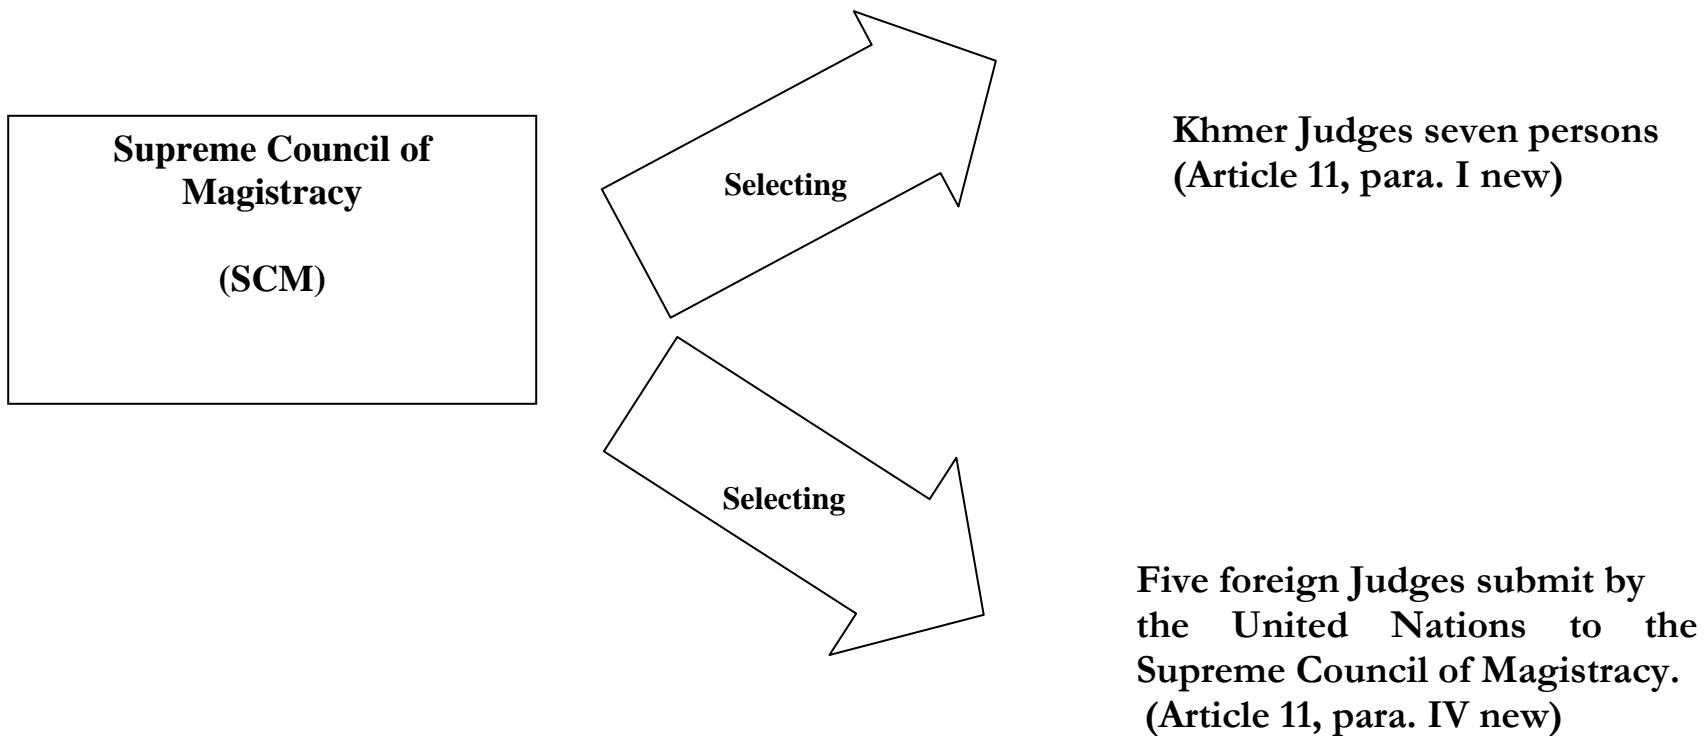 Supreme Council of
Magistracy
(SCM)
Selecting
Khmer Judges seven persons
(Article 11, para. I new)
Selecting
Five foreign Judges submit by
the United Nations to the
Supreme Council of Magistracy.
(Article 11, para. IV new)